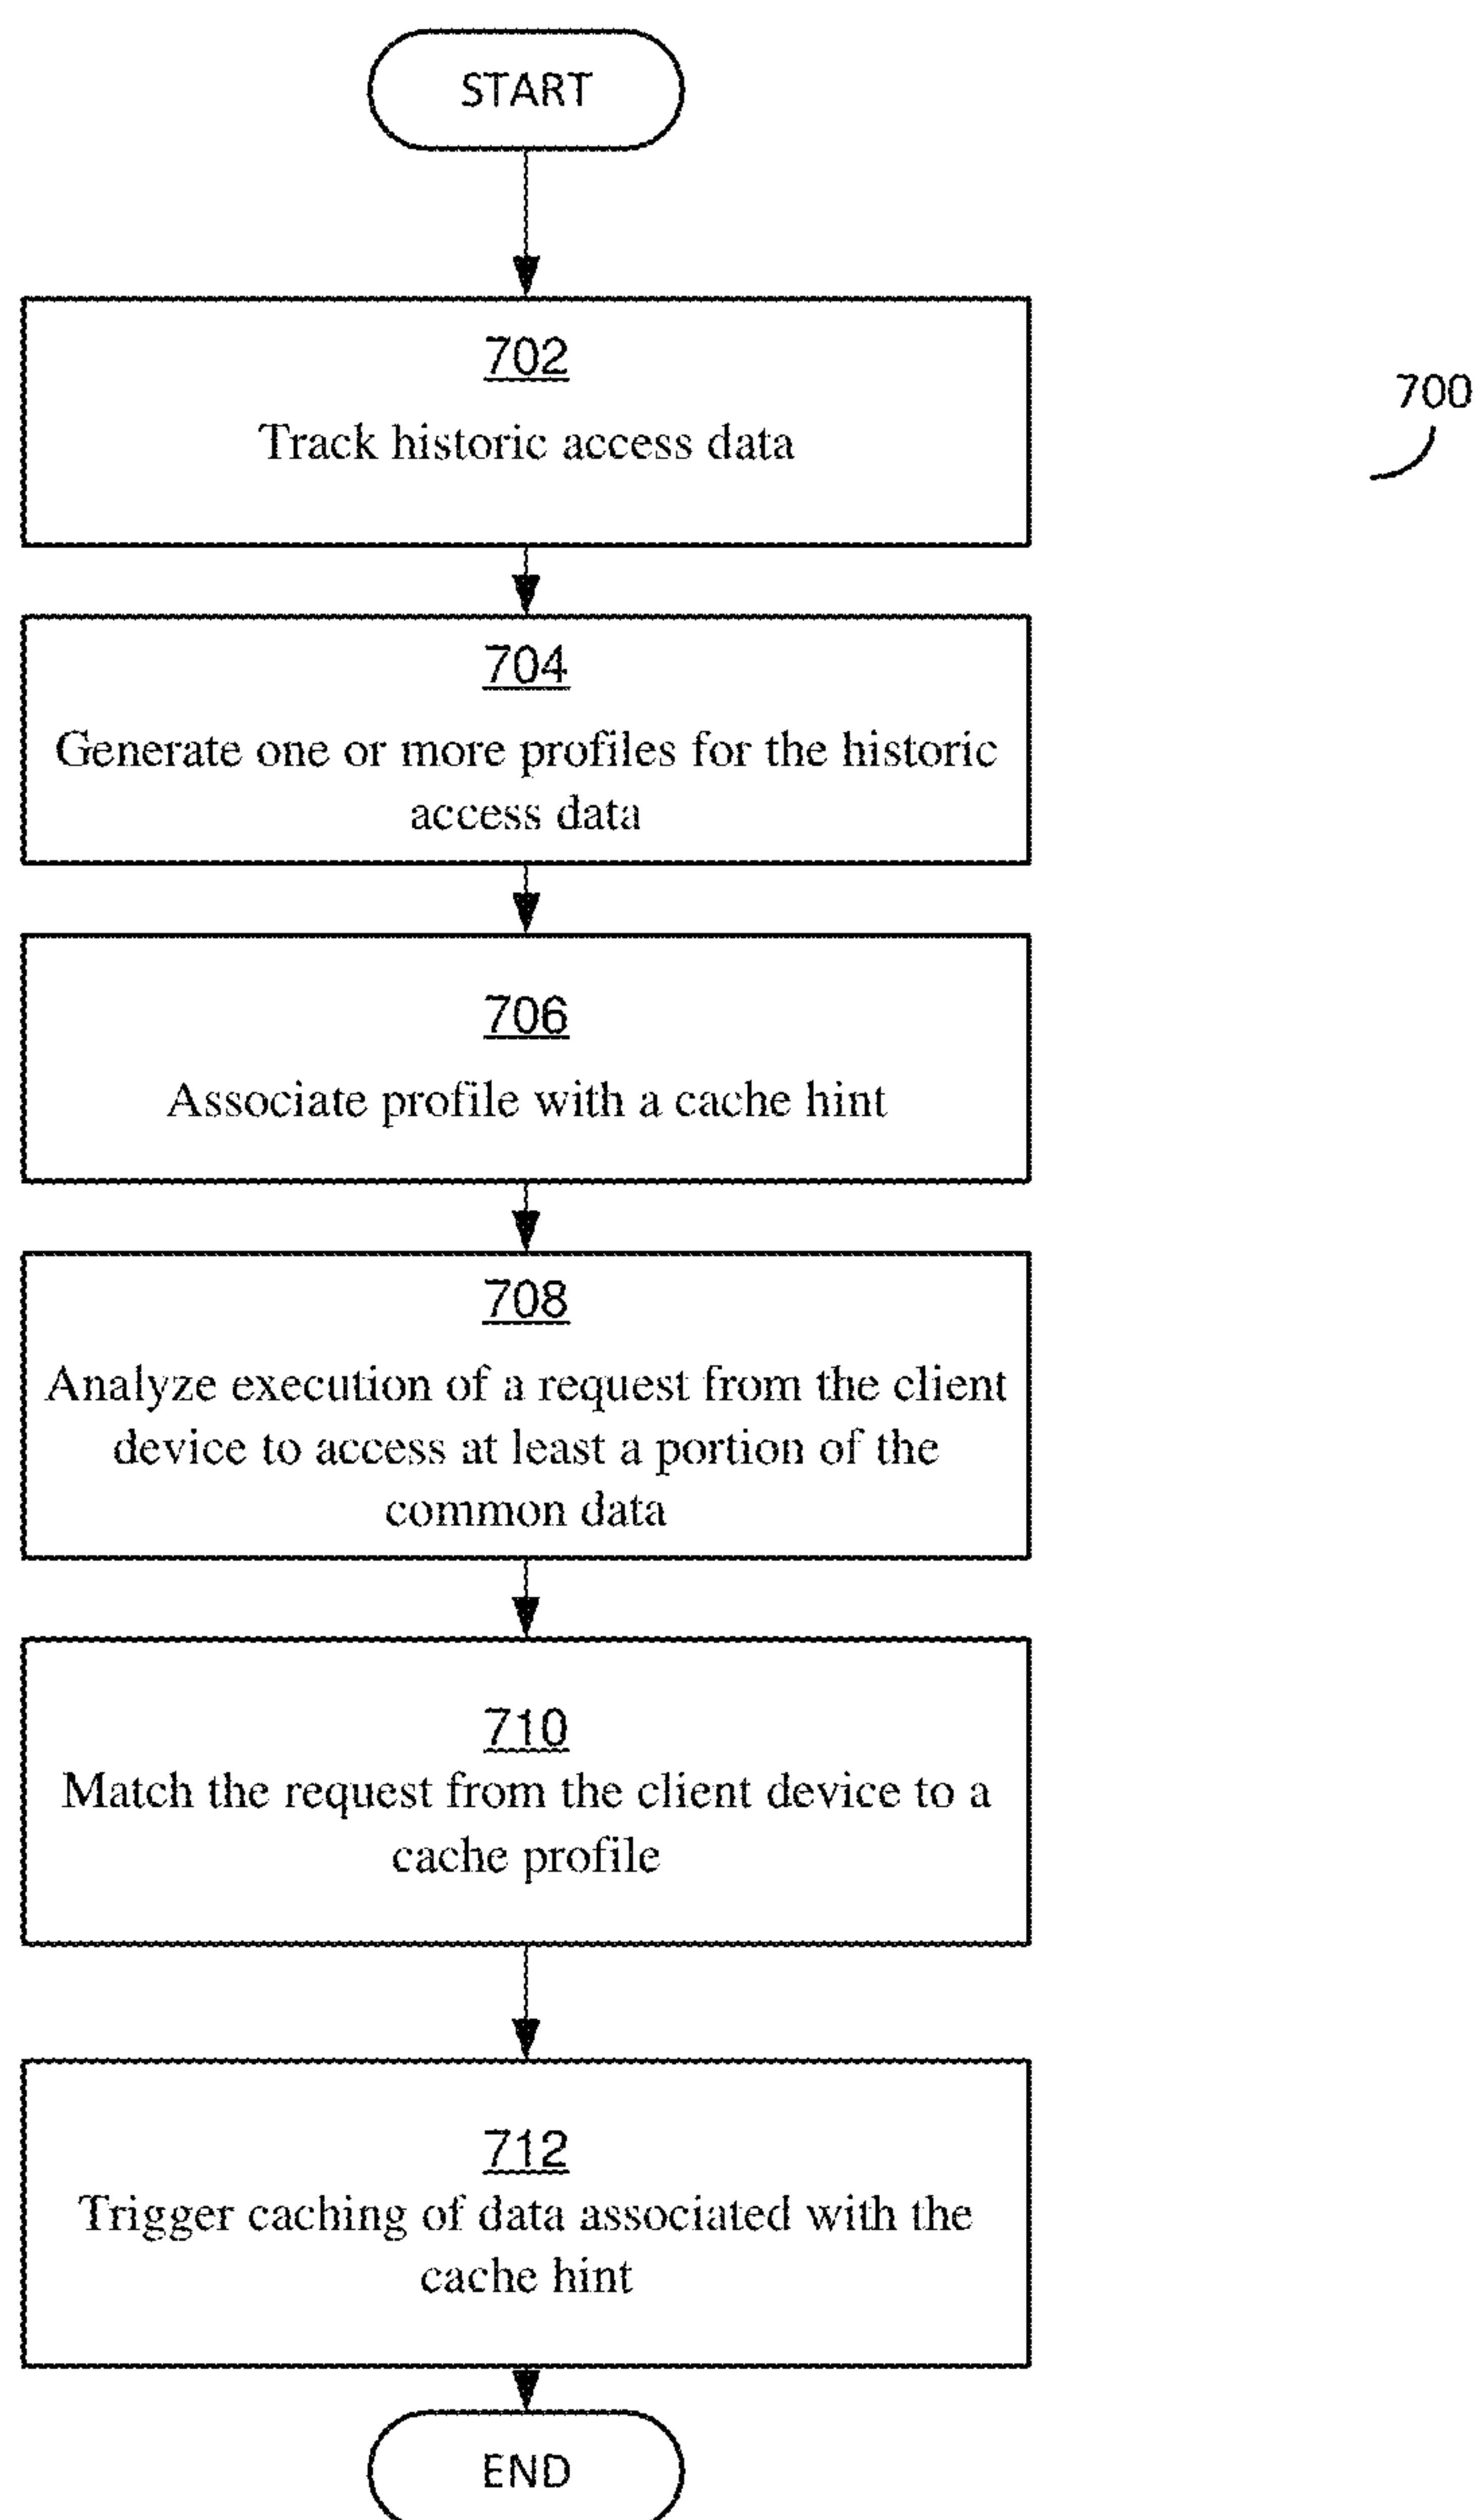 START
702
Track historic access data
700
704
Generate one or more profiles for the historic
access data
706
Associate profile with a cache hint
708
Analyze execution of a request from the client
device to access at least a portion of the
common data
710
Match the request from the client device to a
cache profile
712
Trigger caching of data associated with the
cache hint
END